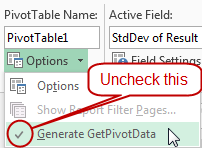 PivotTable Name: Active Field:
PivotTable1 StdDev of Result
Options Field Settings
Uncheck this
Options
Show Report Filter Pages...
Generate GetPivotData